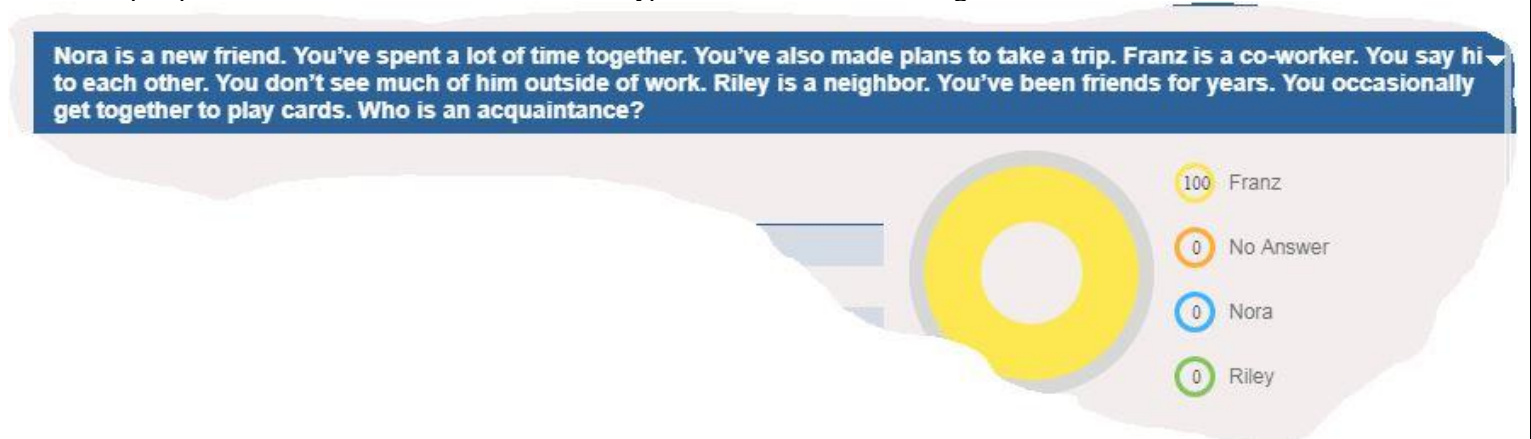 Nora is a new friend. You've spent a lot of time together. You've also made plans to take a trip. Franz is a co-worker. You say hi
to each other. You don't see much of him outside of work. Riley is a neighbor. You've been friends for years. You occasionally
get together to play cards. Who is an acquaintance?
100 Franz
0 No Answer
0 Nora
0 Riley